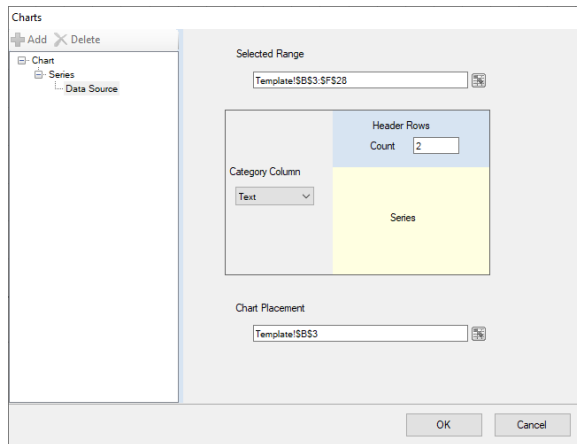 Charts
Add Delete
Chart
Series
Data Source
Selected Range
Template!$B$3:$F$28
Header Rows
Count 2
Category Column
Text
Series
Chart Placement
Template!$B$3
OK Cancel